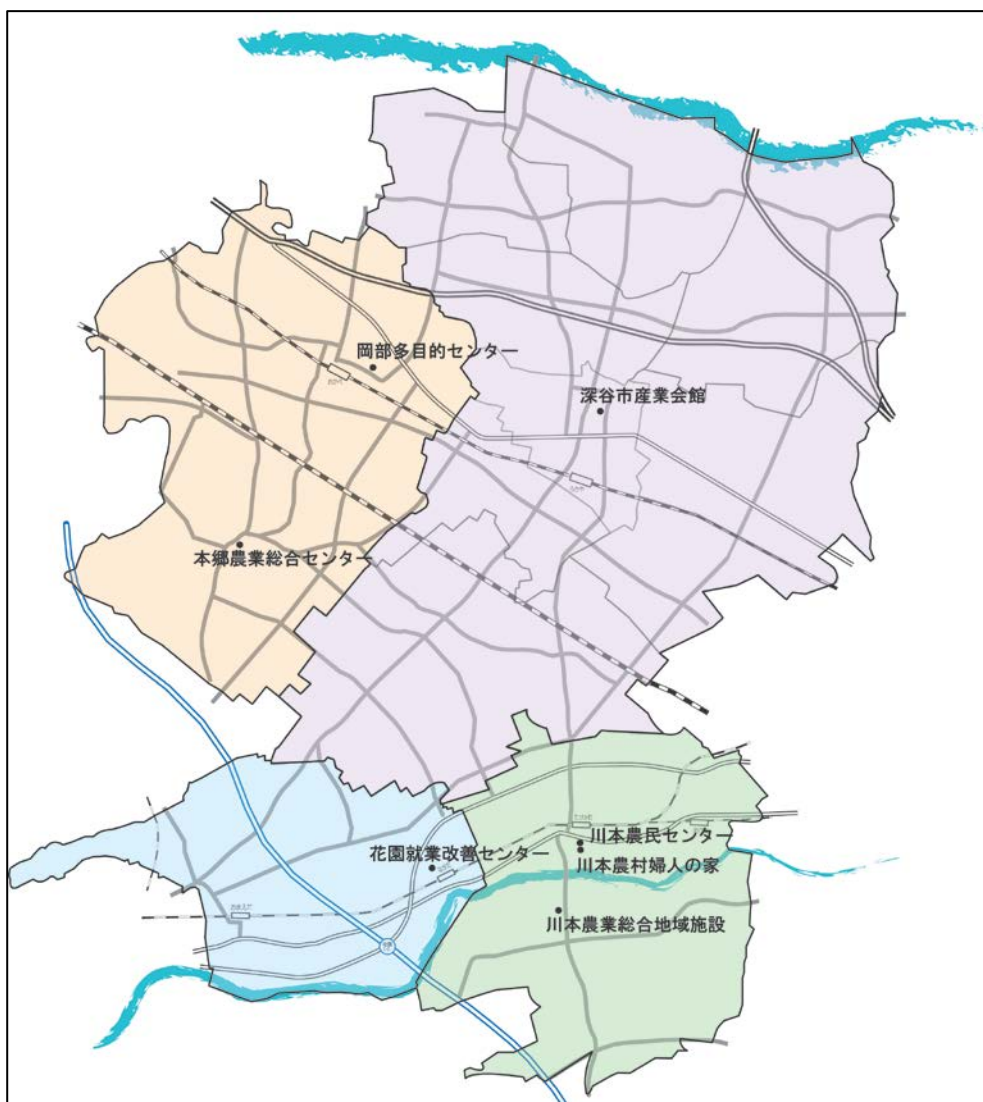 岡部多目的センター
深谷市産業会館
本郷農業総合センター
川本農民センター
花園就業改善センター
川本農村婦人の家
川本農業総合地域施設